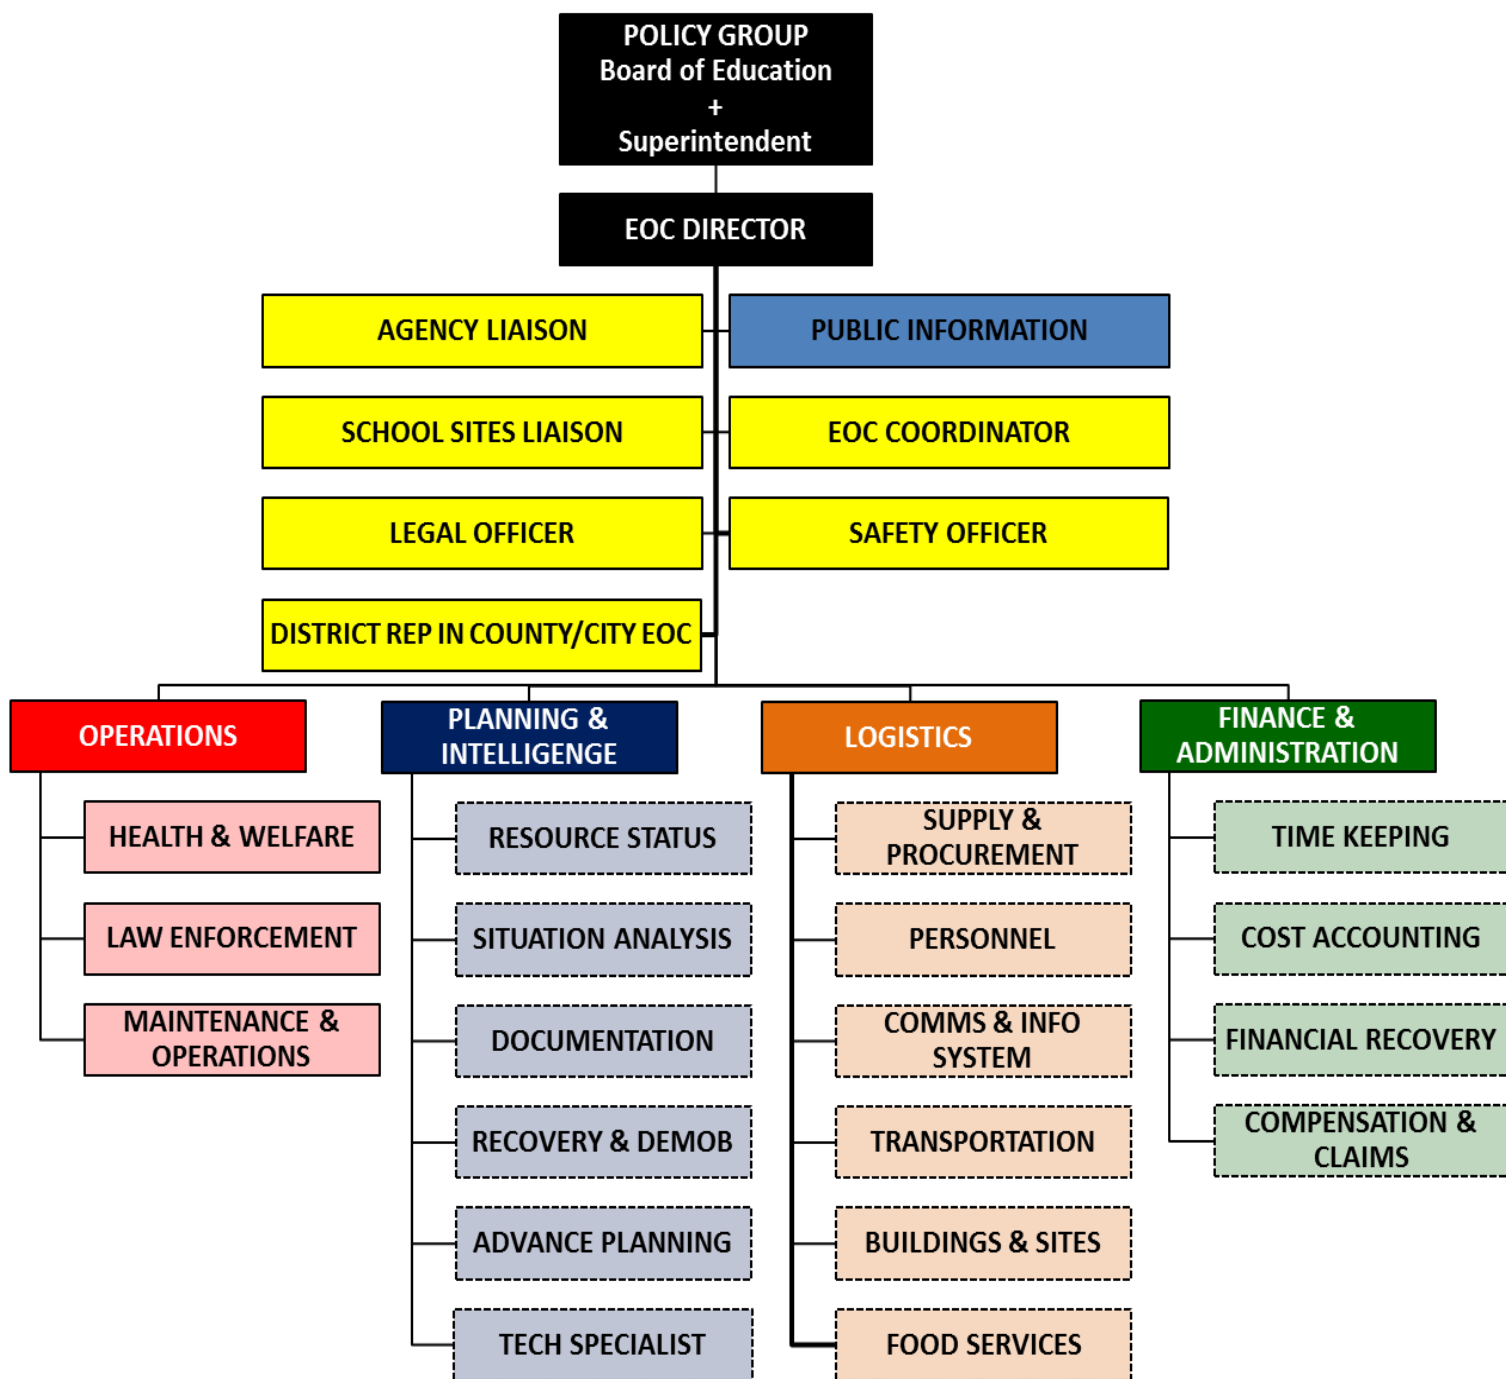 POLICY GROUP
Board of Education
+
Superintendent
EOC DIRECTOR
AGENCY LIAISON
PUBLIC INFORMATION
SCHOOL SITES LIAISON
EOC COORDINATOR
LEGAL OFFICER
SAFETY OFFICER
DISTRICT REP IN COUNTY/CITY EOC
OPERATIONS
HEALTH & WELFARE
LAW ENFORCEMENT
MAINTENANCE &
OPERATIONS
PLANNING &
INTELLIGENGE
RESOURCE STATUS
SITUATION ANALYSIS
DOCUMENTATION
RECOVERY & DEMOB
ADVANCE PLANNING
TECH SPECIALIST
LOGISTICS
SUPPLY &
PROCUREMENT
PERSONNEL
COMMS & INFO
SYSTEM
TRANSPORTATION
BUILDINGS & SITES
FOOD SERVICES
FINANCE &
ADMINISTRATION
TIME KEEPING
COST ACCOUNTING
FINANCIAL RECOVERY
COMPENSATION &
CLAIMS